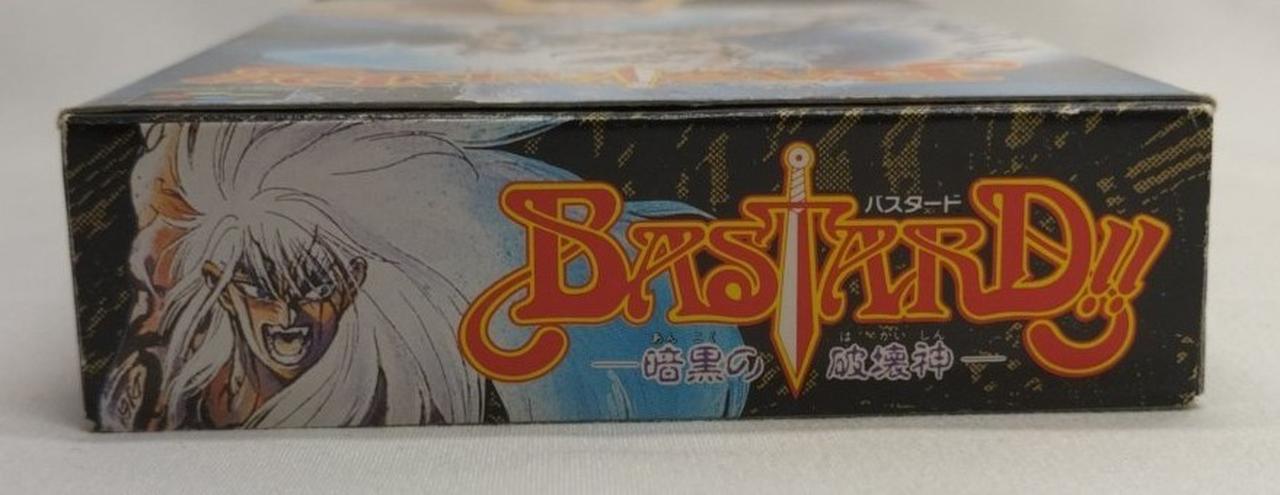 バスタード
BASTARD!!
あんこく は かい しん
暗黒の 破壊神